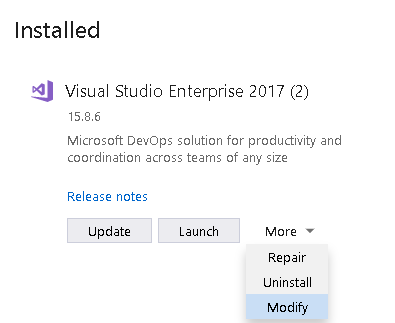 Installed
Visual Studio Enterprise 2017 (2)
15.8.6
Microsoft DevOps solution for productivity and
coordination across teams of any size
Release notes
Update Launch More
Repair
Uninstall
Modify